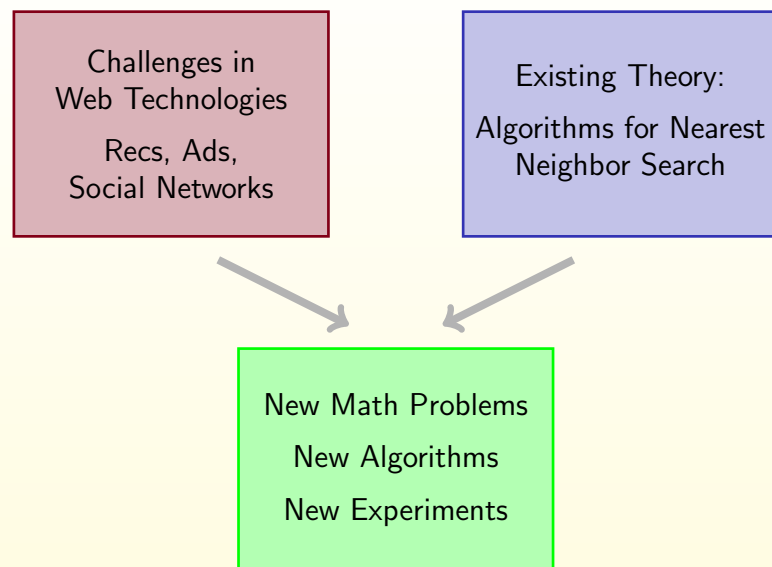 Challenges in
Web Technologies
Recs, Ads,
Social Networks
Existing Theory:
Algorithms for Nearest
Neighbor Search
New Math Problems
New Algorithms
New Experiments